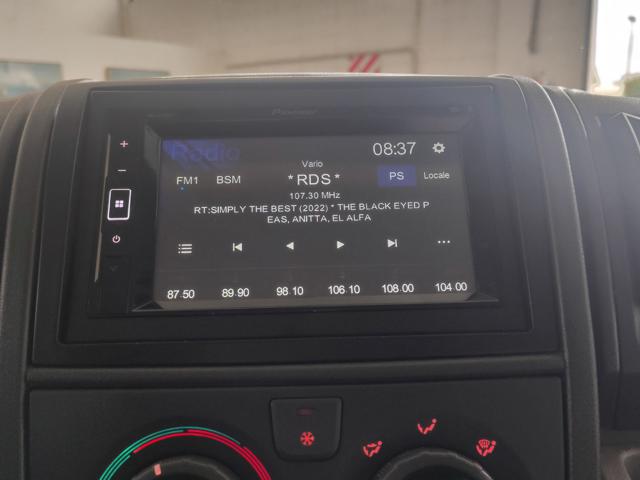 Pioneer
Radio
08:37
Vario
FM1 BSM *RDS* PS Locale
107.30 MHz
RT:SIMPLY THE BEST (2022) * THE BLACK EYED P
EAS, ANITTA, EL ALFA
87.50 89.90 98.10 106.10 108.00 104.00